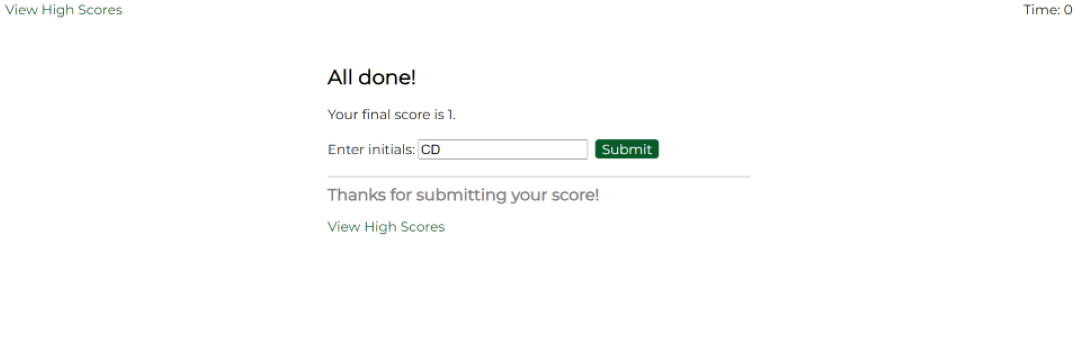 View High Scores Time: 0
All done!
Your final score is 1.
Enter initials: CD Submit
Thanks for submitting your score!
View High Scores